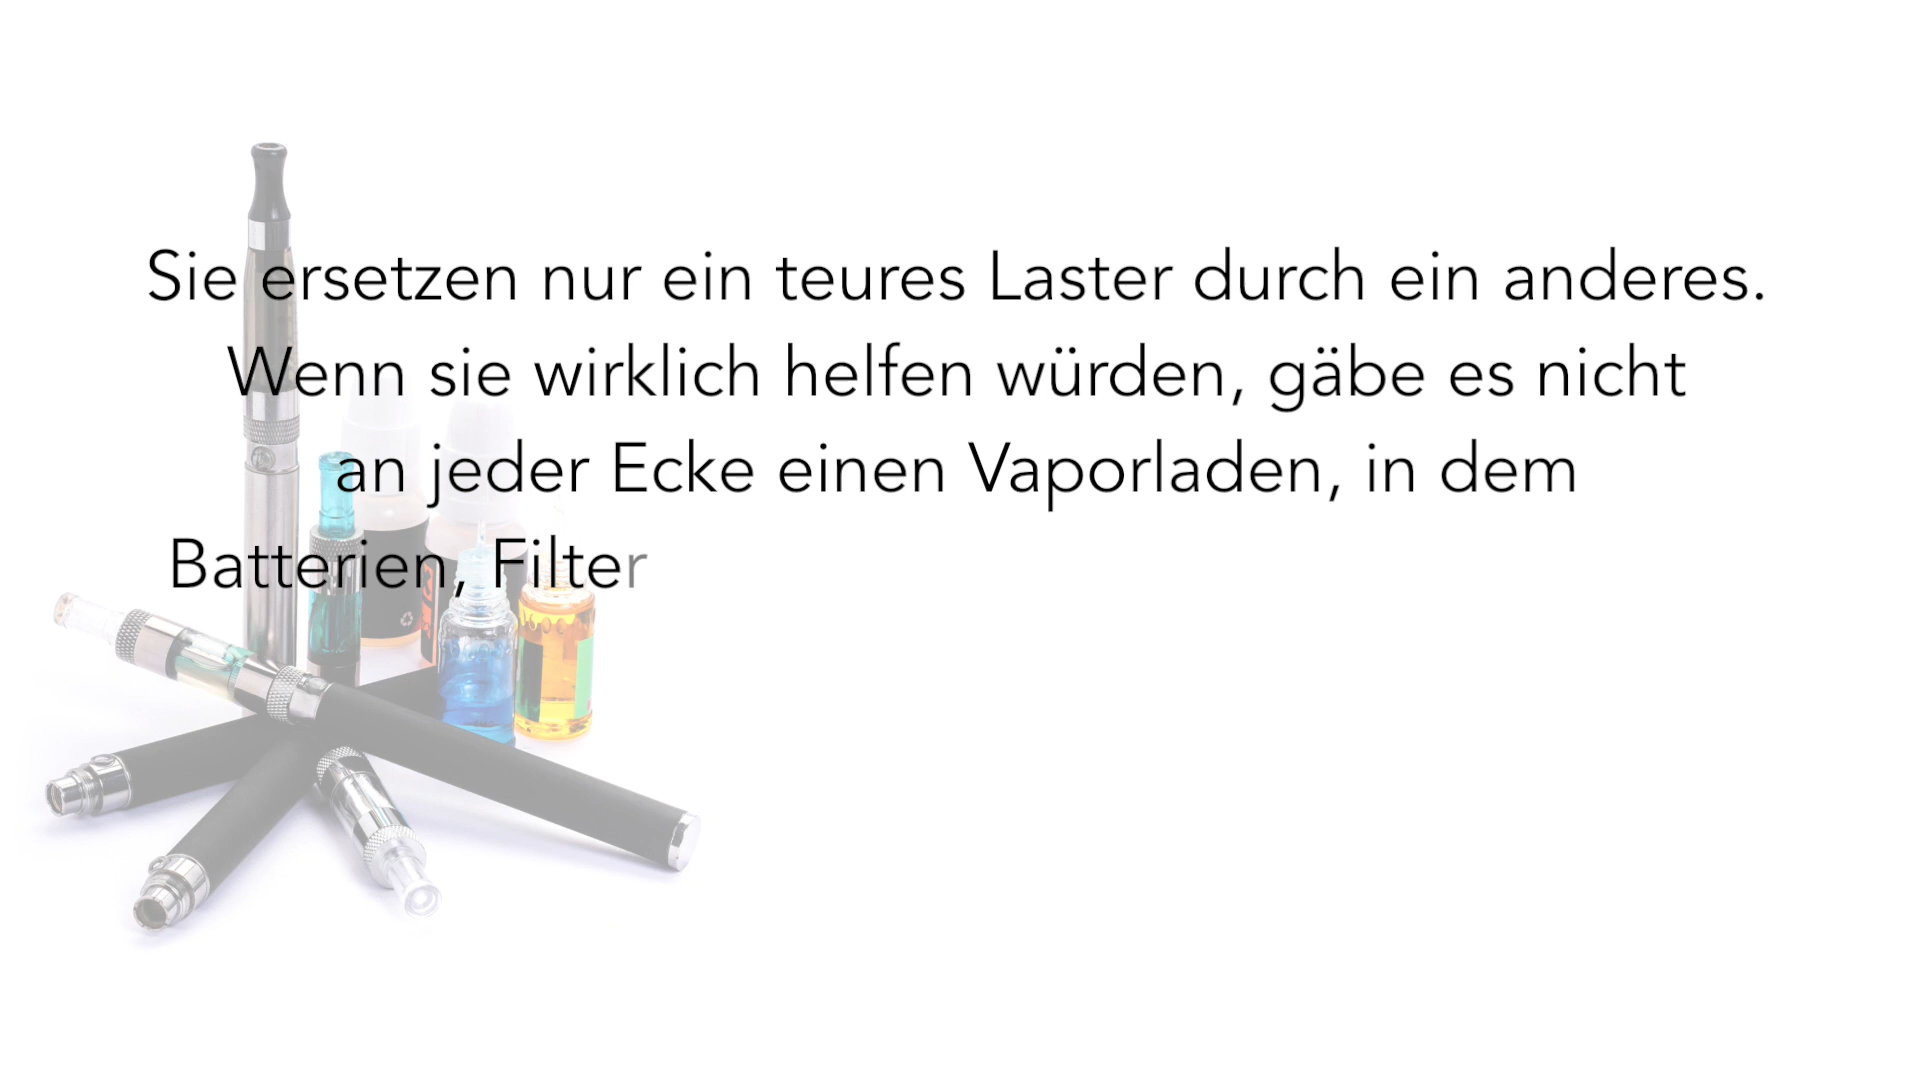 Sie ersetzen nur ein teures Laster durch ein anderes.
Wenn sie wirklich helfen würden, gäbe es nicht
an jeder Ecke einen Vaporladen, in dem
Batterien, Filter